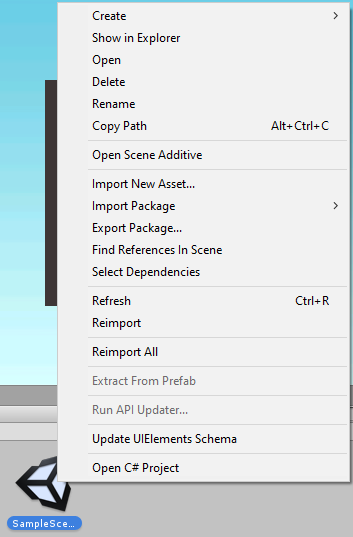 Create
Show in Explorer
Open
Delete
Rename
Copy Path Alt+Ctrl+C
Open Scene Additive
Import New Asset...
Import Package
Export Package...
Find References In Scene
Select Dependencies
Refresh Ctrl+R
Reimport
Reimport All
Extract From Prefab
Run API Updater...
Update UIElements Schema
Open C# Project
SampleSce...